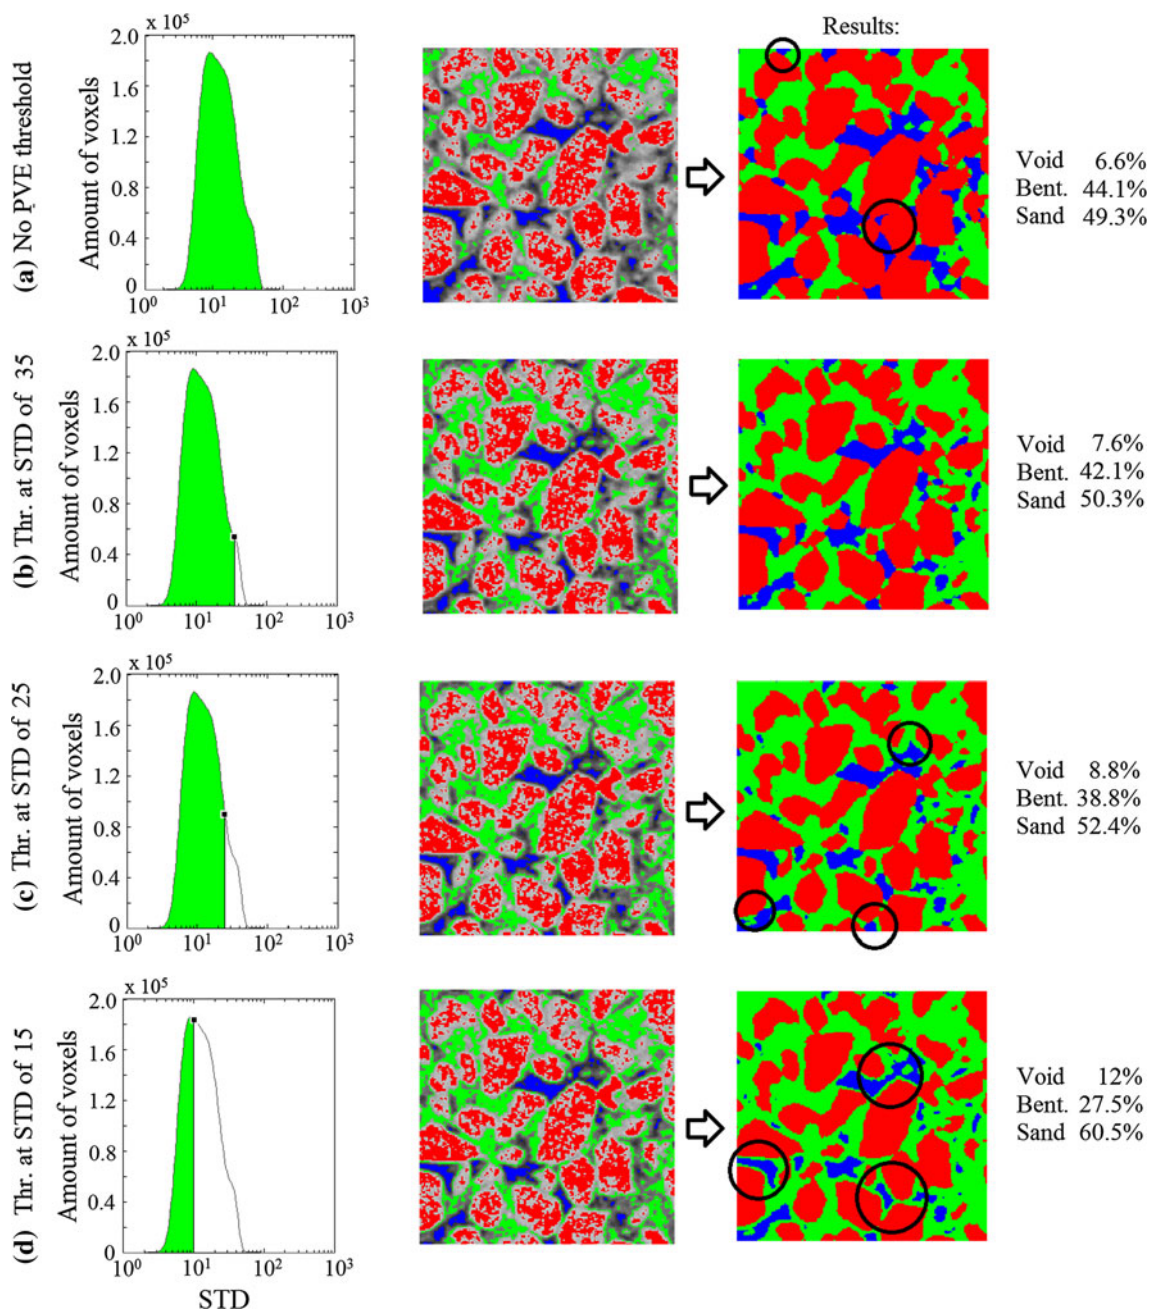 Results:
(a) No PVE threshold
x 10⁵
Amount of voxels
2.0
1.6
1.2
0.8
0.4
0
10⁰ 10¹ 10² 10³
Void 6.6%
Bent. 44.1%
Sand 49.3%
(b) Thr. at STD of 35
x 10⁵
Amount of voxels
2.0
1.6
1.2
0.8
0.4
0
10⁰ 10¹ 10² 10³
Void 7.6%
Bent. 42.1%
Sand 50.3%
(c) Thr. at STD of 25
x 10⁵
Amount of voxels
2.0
1.6
1.2
0.8
0.4
0
10⁰ 10¹ 10² 10³
Void 8.8%
Bent. 38.8%
Sand 52.4%
(d) Thr. at STD of 15
x 10⁵
Amount of voxels
2.0
1.6
1.2
0.8
0.4
0
10⁰ 10¹ 10² 10³
STD
Void 12%
Bent. 27.5%
Sand 60.5%